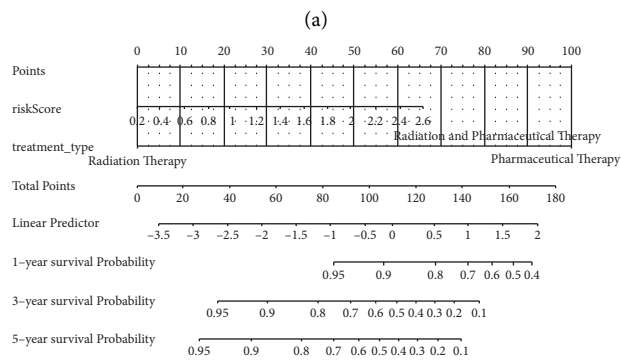 (a)
0 10 20 30 40 50 60 70 80 90 100
Points
riskScore
0.2 0.4 0.6 0.8 1 1.2 1.4 1.6 1.8 2 2.2 2.4 2.6
Radiation and Pharmaceutical Therapy
treatment_type
Radiation Therapy Pharmaceutical Therapy
Total Points
0 20 40 60 80 100 120 140 160 180
Linear Predictor
−3.5 −3 −2.5 −2 −1.5 −1 −0.5 0 0.5 1 1.5 2
1−year survival Probability
0.95 0.9 0.8 0.7 0.6 0.5 0.4
3−year survival Probability
0.95 0.9 0.8 0.7 0.6 0.5 0.4 0.3 0.2 0.1
5−year survival Probability
0.95 0.9 0.8 0.7 0.6 0.5 0.4 0.3 0.2 0.1